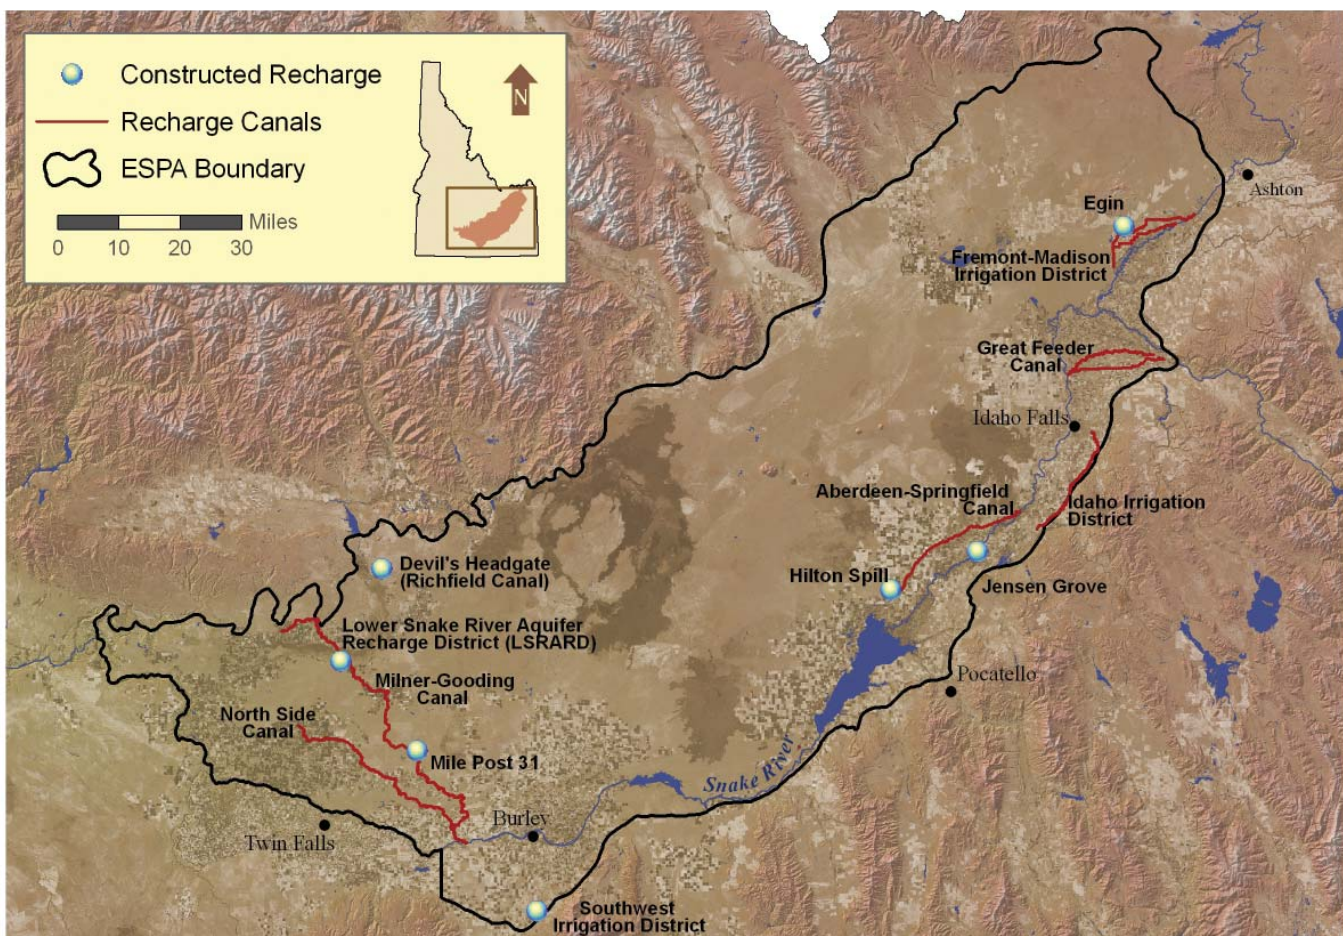 Constructed Recharge
Recharge Canals
ESPA Boundary
Miles
0 10 20 30
N
Ashton
Egin
Fremont-Madison
Irrigation District
Great Feeder
Canal
Idaho Falls
Aberdeen-Springfield
Canal
Idaho Irrigation
District
Hilton Spill
Jensen Grove
Devil's Headgate
(Richfield Canal)
Lower Snake River Aquifer
Recharge District (LSRARD)
Milner-Gooding
Canal
Pocatello
North Side
Canal
Mile Post 31
Snake River
Burley
Twin Falls
Southwest
Irrigation District